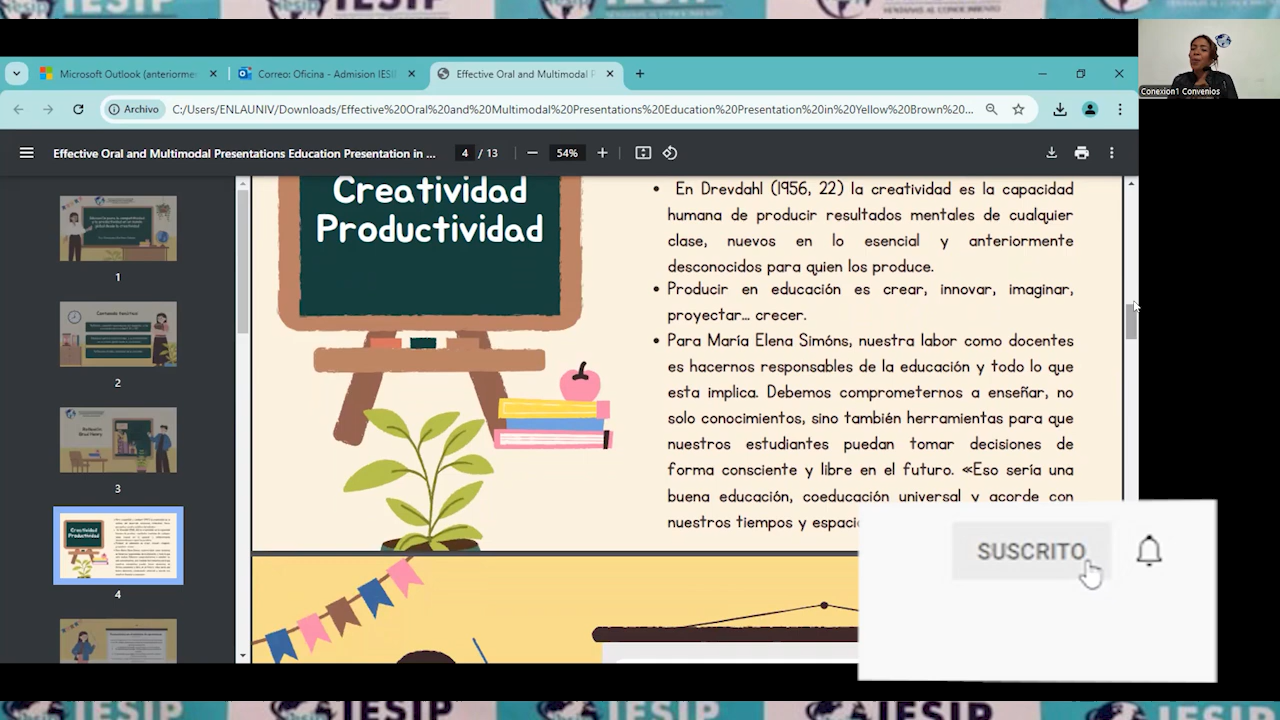 IESIP
VENTANAS AL CONOCIMIENTO
Microsoft Outlook (anteriorme
Correo: Oficina - Admision IESI
Effective Oral and Multimodal P
Archivo
C:/Users/ENLAUNIV/Downloads/Effective%20Oral%20and%20Multimodal%20Presentations%20Education%20Presentation%20in%20Yellow%20Brown%20...
Conexion1 Convenios
Effective Oral and Multimodal Presentations Education Presentation in ...
4 / 13
54%
1
2
3
4
Creatividad
Productividad
• En Drevdahl (1956, 22) la creatividad es la capacidad
humana de producir resultados mentales de cualquier
clase, nuevos en lo esencial y anteriormente
desconocidos para quien los produce.
• Producir en educación es crear, innovar, imaginar,
proyectar... crecer.
• Para María Elena Simóns, nuestra labor como docentes
es hacernos responsables de la educación y todo lo que
esta implica. Debemos comprometernos a enseñar, no
solo conocimientos, sino también herramientas para que
nuestros estudiantes puedan tomar decisiones de
forma consciente y libre en el futuro. «Eso sería una
buena educación, coeducación universal y acorde con
nuestros tiempos y espaci
SUSCRITO
IESIP
IESIP
IESIP